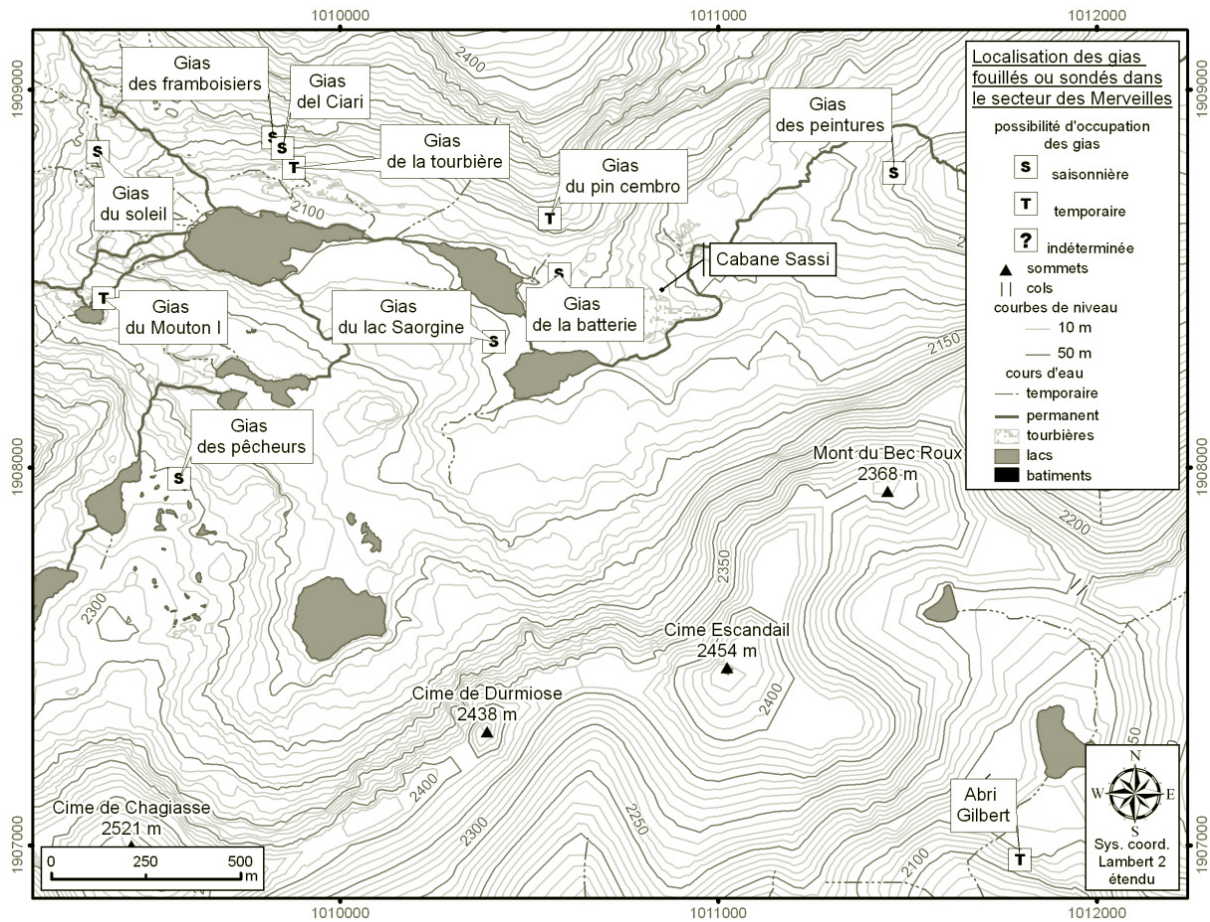 1010000
1011000
1012000
1909000
1909000
1908000
1908000
1907000
1907000
1010000
1011000
1012000
Localisation des gias
fouillés ou sondés dans
le secteur des Merveilles
possibilité d'occupation
des gias
S saisonnière
T temporaire
? indéterminée
sommets
cols
courbes de niveau
10 m
50 m
cours d'eau
temporaire
permanent
tourbières
lacs
batiments
Gias
des framboisiers
S
Gias
del Ciari
S
Gias
de la tourbière
T
Gias
du soleil
S
Gias
du pin cembro
T
Gias
des peintures
S
Cabane Sassi
Gias
du Mouton I
T
Gias
du lac Saorgine
S
Gias
de la batterie
S
Gias
des pêcheurs
S
Abri
Gilbert
T
Mont du Bec Roux
2368 m
Cime Escandail
2454 m
Cime de Durmiose
2438 m
Cime de Chagiasse
2521 m
2400
2100
2150
2200
2350
2300
2400
2400
2300
2250
2100
0 250 500
m
N
W E
S
Sys. coord.
Lambert 2
étendu